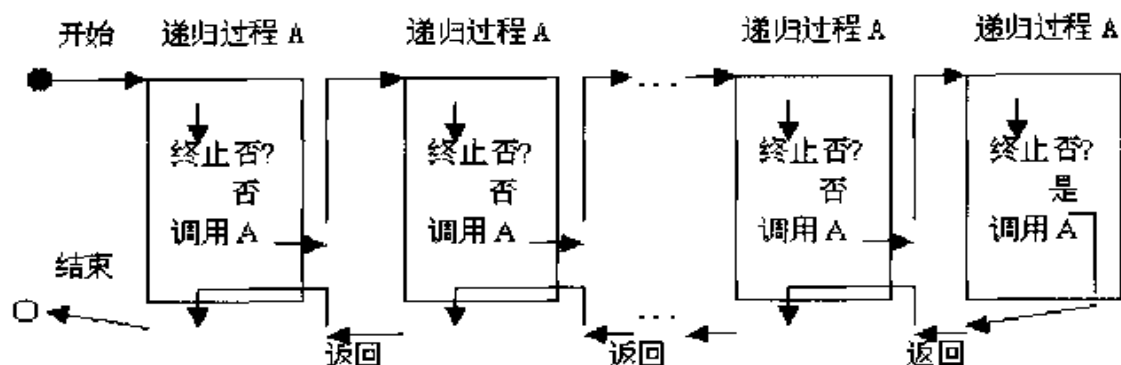 开始 递归过程 A 递归过程 A 递归过程 A 递归过程 A
... 
终止否? 终止否? 终止否? 终止否?
否 否 否 是
调用 A 调用 A 调用 A 调用 A
结束
...
返回 返回 返回